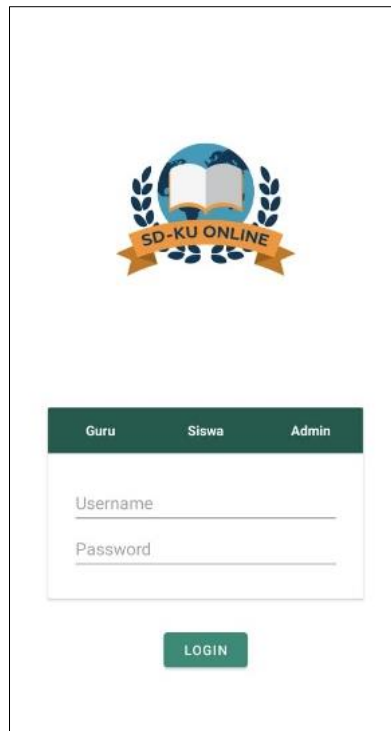 SD-KU ONLINE
Guru Siswa Admin
Username
Password
LOGIN